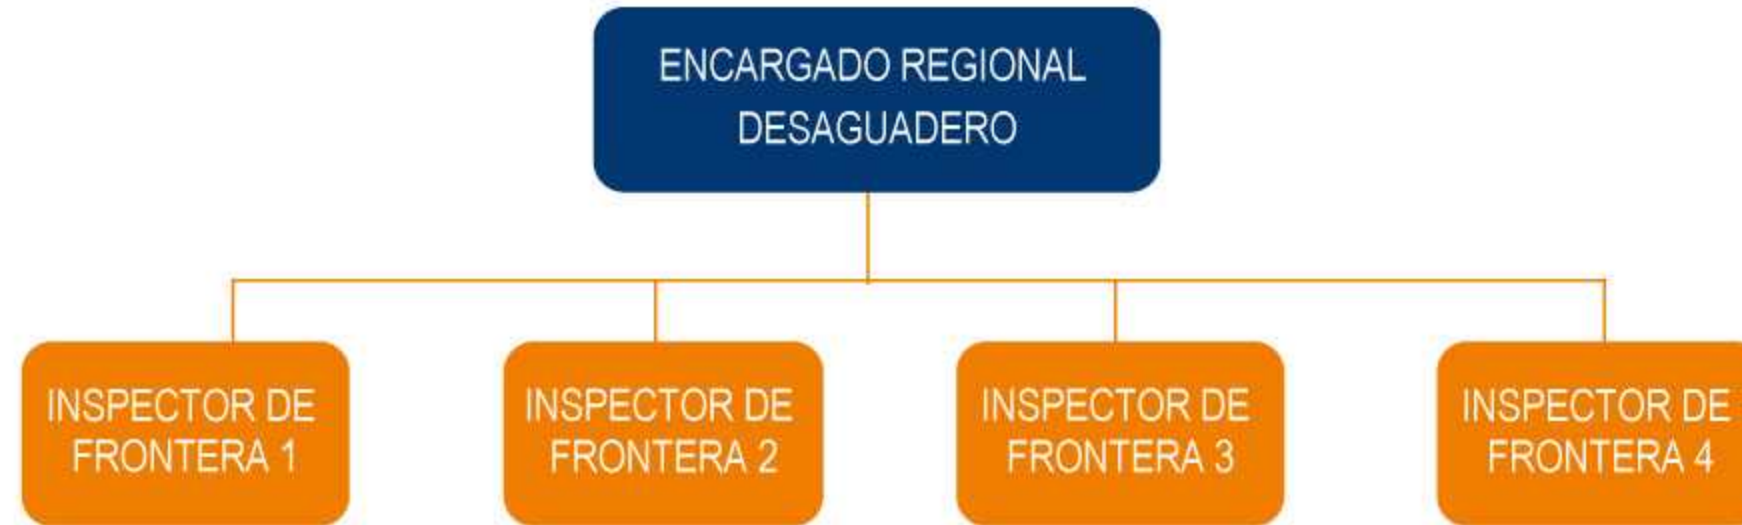 ENCARGADO REGIONAL
DESAGUADERO
INSPECTOR DE
FRONTERA 1
INSPECTOR DE
FRONTERA 2
INSPECTOR DE
FRONTERA 3
INSPECTOR DE
FRONTERA 4